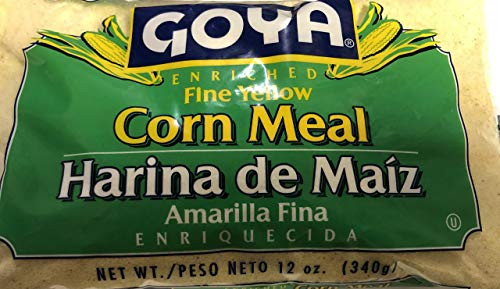 GOYA®
ENRICHED
Fine Yellow
Corn Meal
Harina de Maíz
Amarilla Fina
ENRIQUECIDA
U
NET WT./PESO NETO 12 oz. (340g)